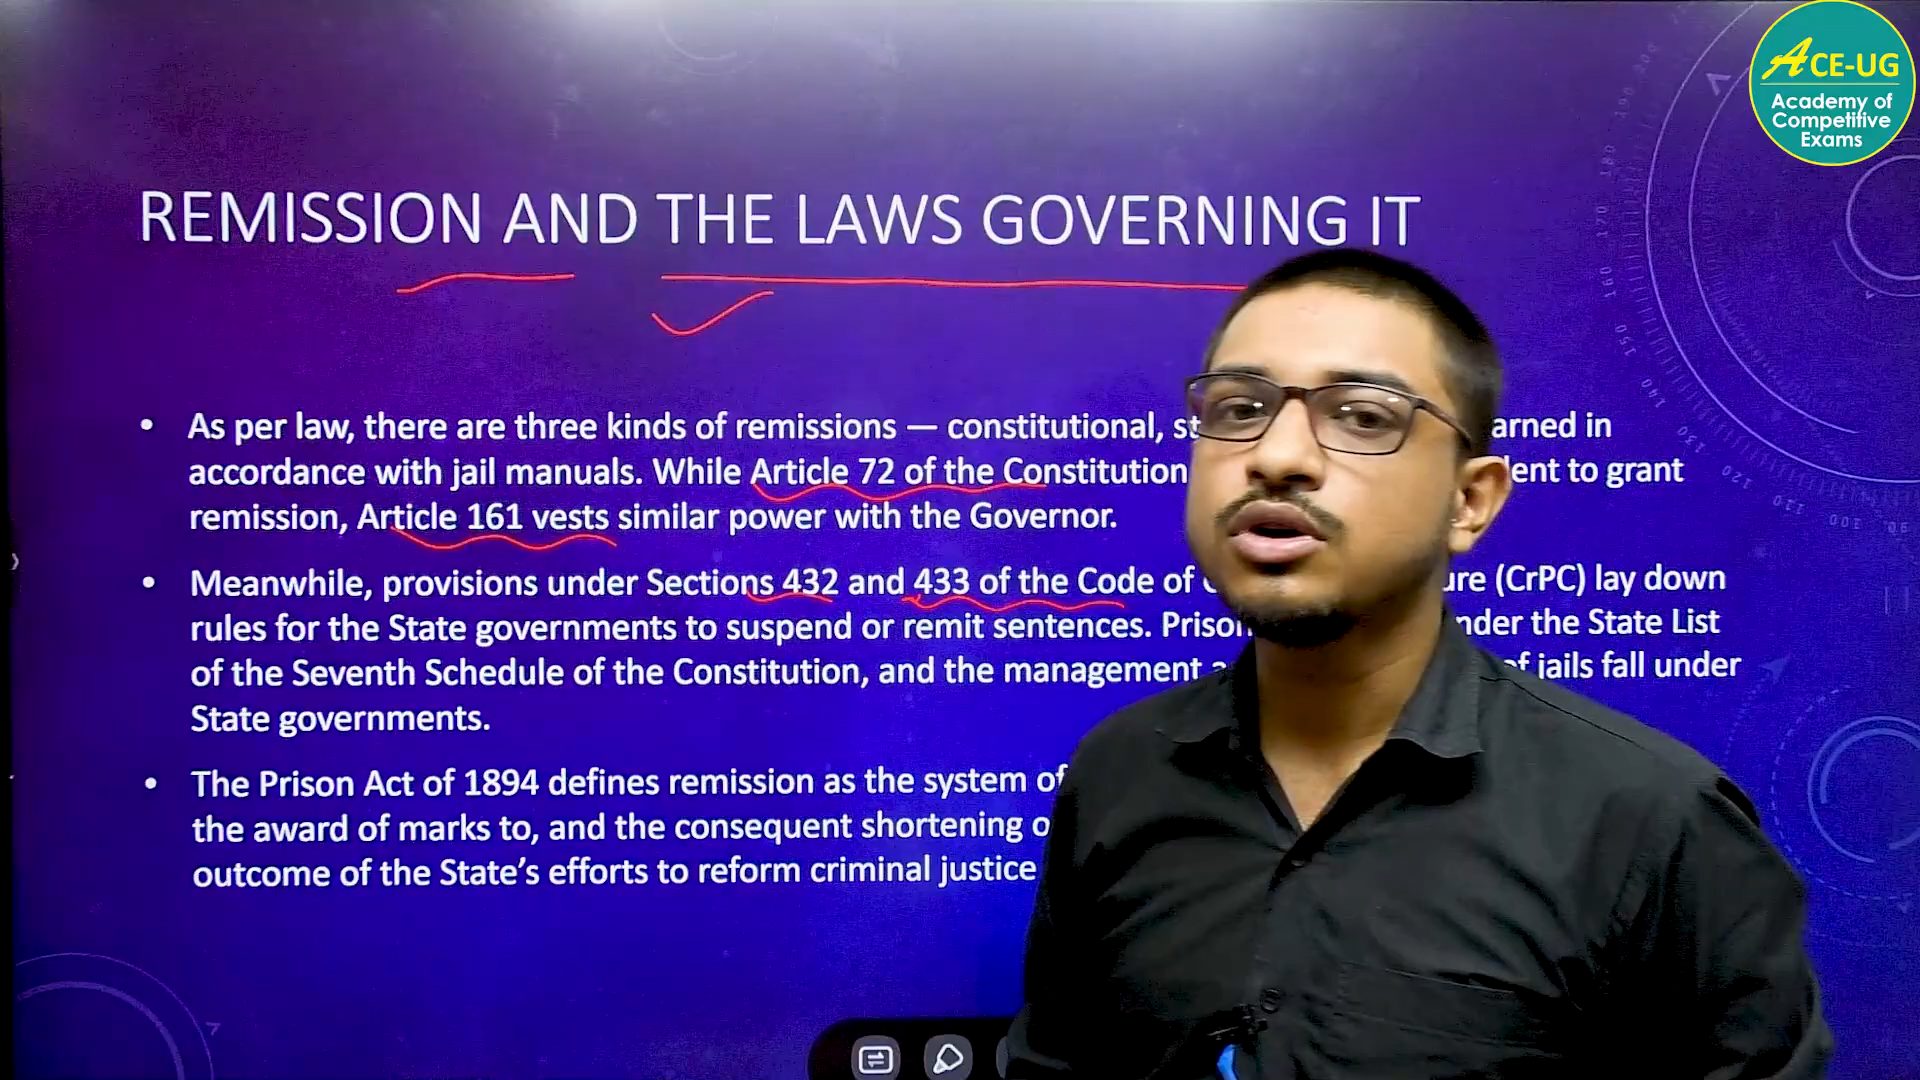 ACE-UG
Academy of
Competitive
Exams
REMISSION AND THE LAWS GOVERNING IT
• As per law, there are three kinds of remissions — constitutional, arned in
accordance with jail manuals. While Article 72 of the Constitution ent to grant
remission, Article 161 vests similar power with the Governor.
• Meanwhile, provisions under Sections 432 and 433 of the Code of ure (CrPC) lay down
rules for the State governments to suspend or remit sentences. Prison nder the State List
of the Seventh Schedule of the Constitution, and the management of jails fall under
State governments.
• The Prison Act of 1894 defines remission as the system of
the award of marks to, and the consequent shortening
outcome of the State's efforts to reform criminal justice